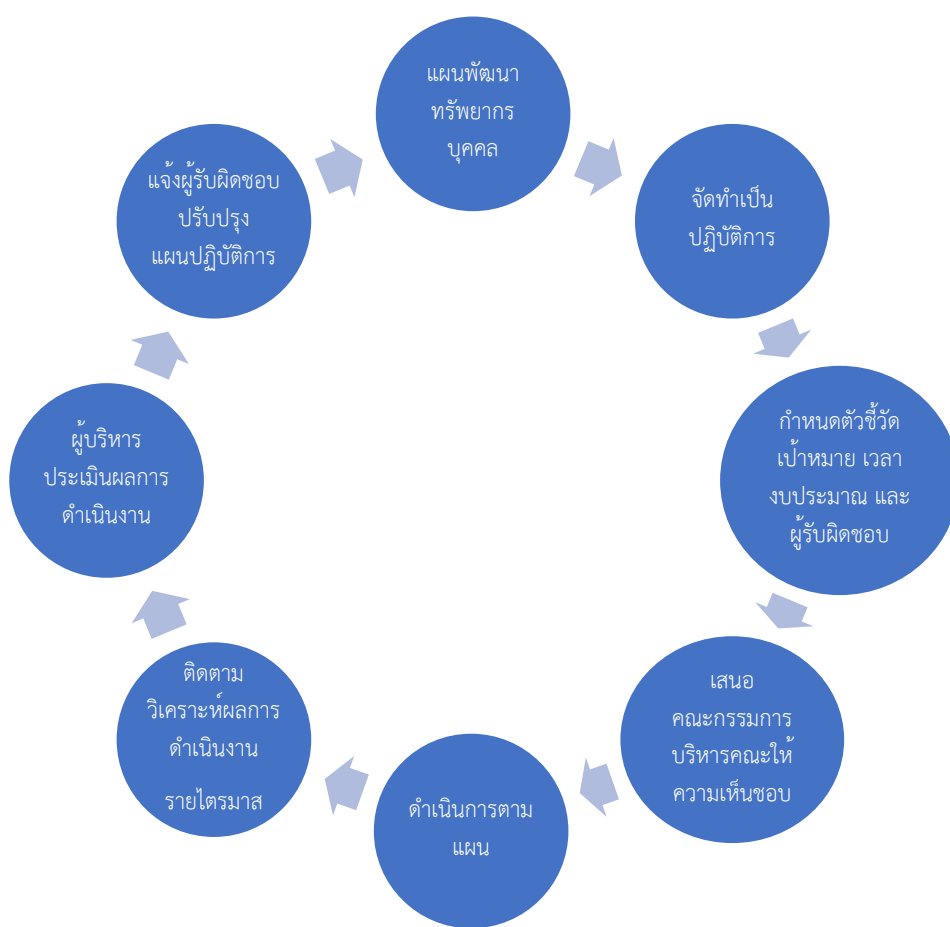 แผนพัฒนา
ทรัพยากร
บุคคล
จัดทำเป็น
ปฏิบัติการ
กำหนดตัวชี้วัด
เป้าหมาย เวลา
งบประมาณ และ
ผู้รับผิดชอบ
เสนอ
คณะกรรมการ
บริหารคณะให้
ความเห็นชอบ
ดำเนินการตาม
แผน
ติดตาม
วิเคราะห์ผลการ
ดำเนินงาน
รายไตรมาส
ผู้บริหาร
ประเมินผลการ
ดำเนินงาน
แจ้งผู้รับผิดชอบ
ปรับปรุง
แผนปฏิบัติการ